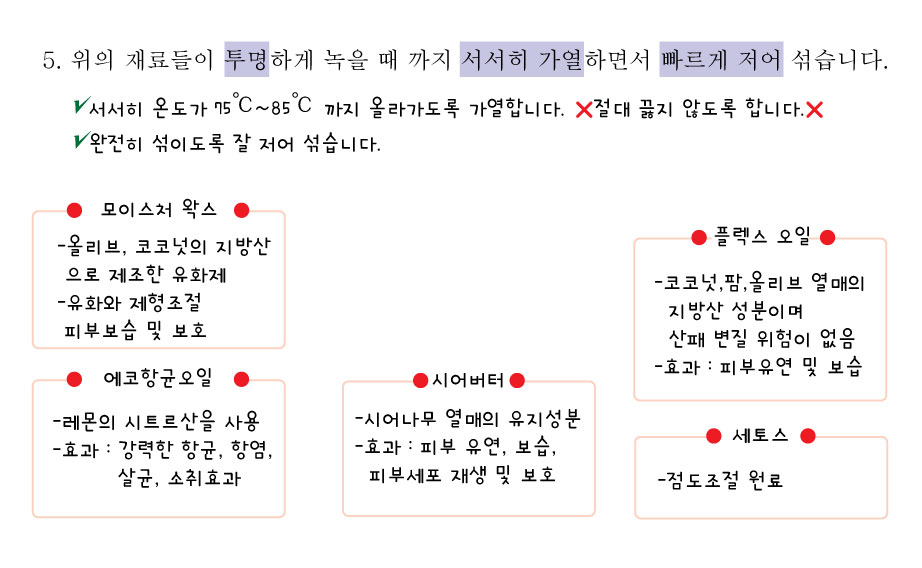 5. 위의 재료들이 투명하게 녹을 때 까지 서서히 가열하면서 빠르게 저어 섞습니다.
✓서서히 온도가 75℃~85℃ 까지 올라가도록 가열합니다. ❌절대 끓지 않도록 합니다.❌
✓완전히 섞이도록 잘 저어 섞습니다.
모이스처 왁스
-올리브, 코코넛의 지방산
으로 제조한 유화제
-유화와 제형조절
피부보습 및 보호
에코항균오일
-레몬의 시트르산을 사용
-효과 : 강력한 항균, 항염,
살균, 소취효과
시어버터
-시어나무 열매의 유지성분
-효과 : 피부 유연, 보습,
피부세포 재생 및 보호
플렉스 오일
-코코넛,팜,올리브 열매의
지방산 성분이며
산패 변질 위험이 없음
-효과 : 피부유연 및 보습
세토스
-점도조절 원료